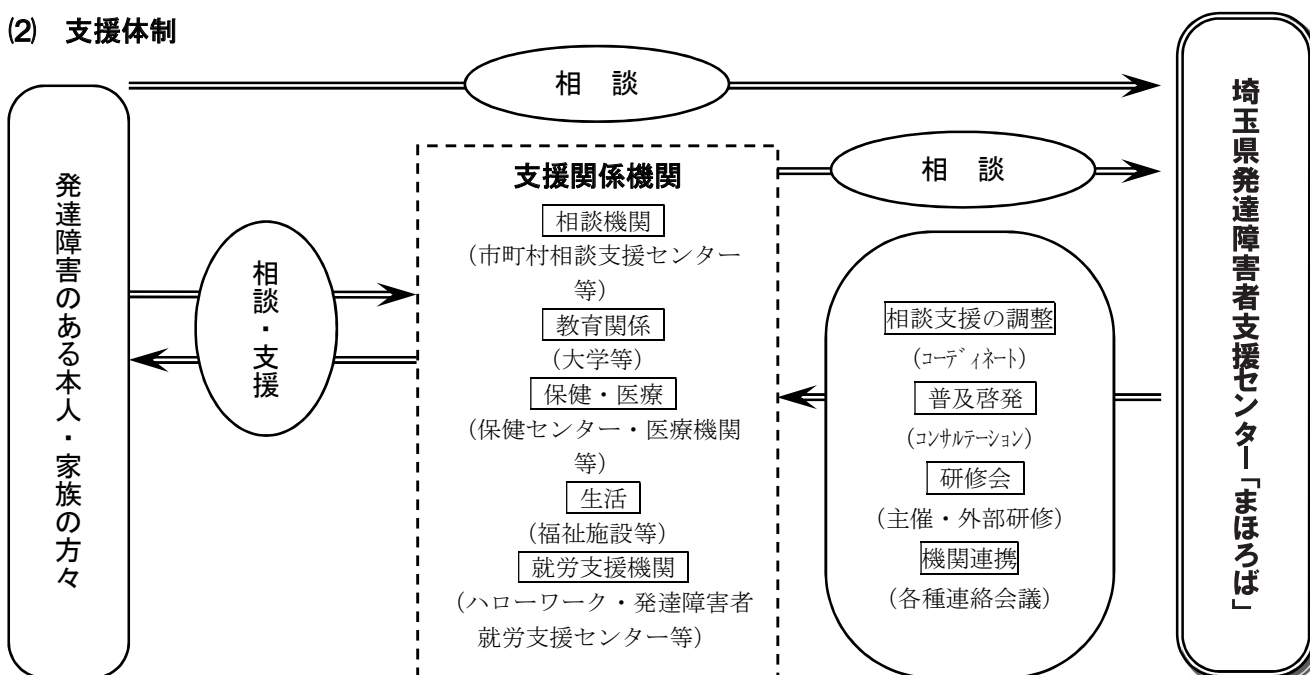 ⑵ 支援体制
相 談
発達障害のある本人・家族の方々
相談・支援
支援関係機関
相談機関
(市町村相談支援センター
等)
教育関係
(大学等)
保健・医療
(保健センター・医療機関
等)
生活
(福祉施設等)
就労支援機関
(ハローワーク・発達障害者
就労支援センター等)
相 談
相談支援の調整
(ｺｰﾃﾞｨﾈｰﾄ)
普及啓発
(ｺﾝｻﾙﾃｰｼｮﾝ)
研修会
(主催・外部研修)
機関連携
(各種連絡会議)
埼玉県発達障害者支援センター「まほろば」